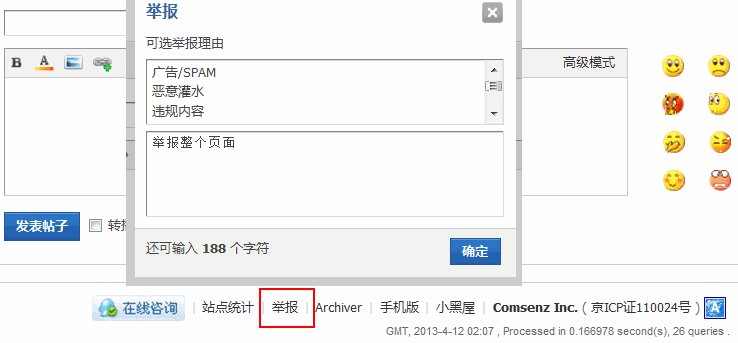 举报
可选举报理由
广告/SPAM
恶意灌水
违规内容
举报整个页面
还可输入 188 个字符
确定
B A
高级模式
发表帖子
在线咨询 | 站点统计 | 举报 | Archiver | 手机版 | 小黑屋 | Comsenz Inc. ( 京ICP证110024号 )
GMT, 2013-4-12 02:07 , Processed in 0.166978 second(s), 26 queries .